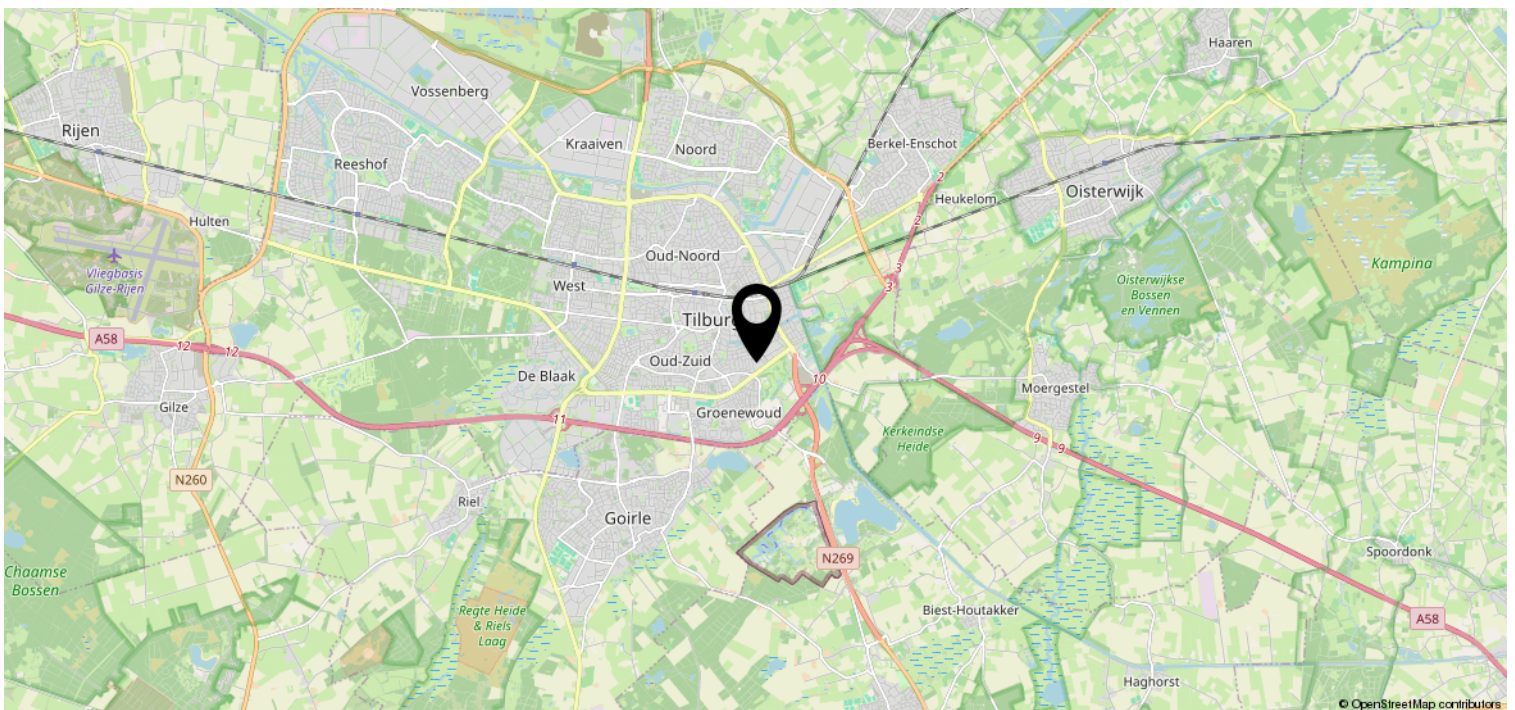 Haaren
Vossenberg
Rijen
Kraaiven
Noord
Berkel-Enschot
Reeshof
2
Oisterwijk
Heukelom
Hulten
2
Oud-Noord
Kampina
3
Vliegbasis
Gilze-Rijen
West
3
Oisterwijkse
Bossen
en Vennen
Tilburg
A58
12
12
Oud-Zuid
De Blaak
10
Moergestel
Gilze
Groenewoud
11
Kerkeindse
Heide
9
9
N260
Riel
Goirle
Spoordonk
N269
Chaamse
Bossen
Regte Heide
& Riels
Laag
Biest-Houtakker
A58
Haghorst
© OpenStreetMap contributors